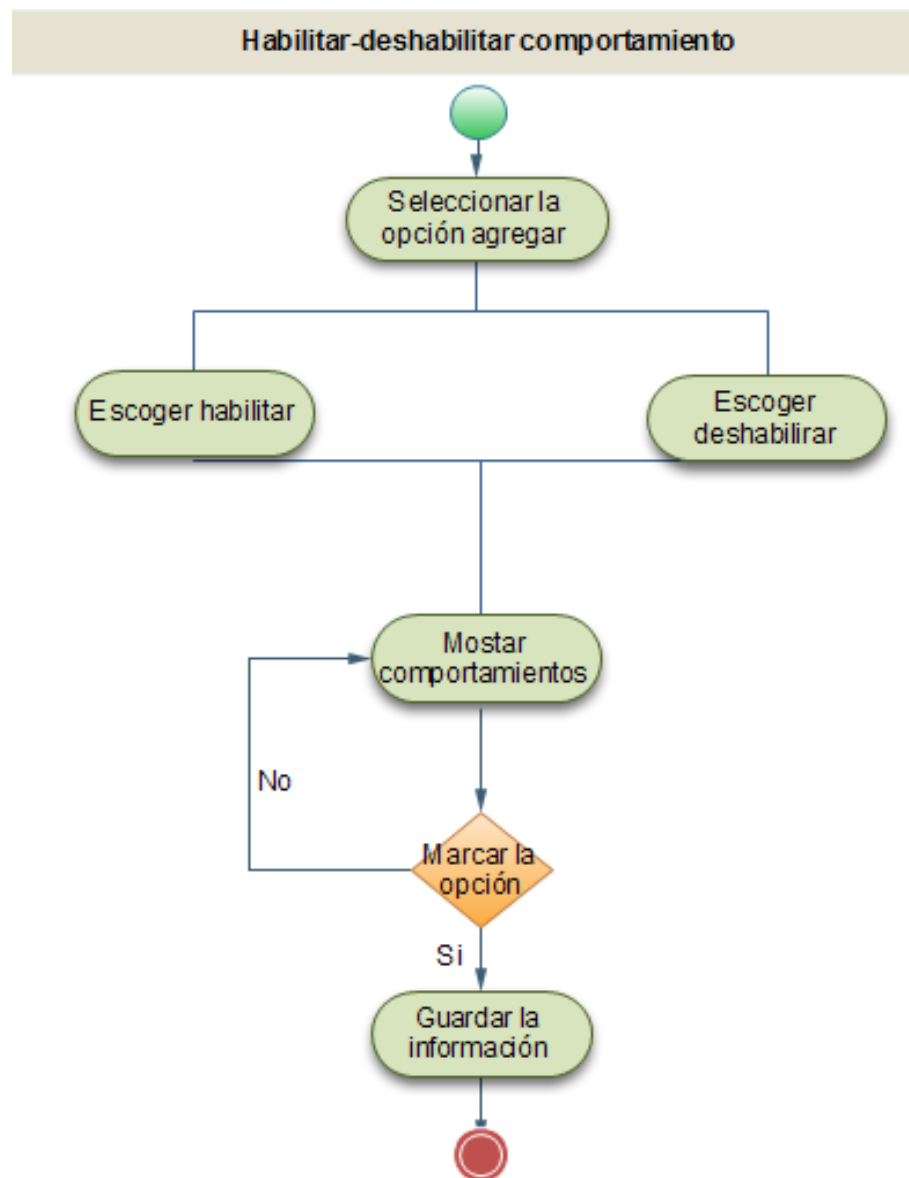 Habilitar-deshabilitar comportamiento
Seleccionar la
opción agregar
Escoger habilitar
Escoger
deshabilirar
Mostar
comportamientos
No
Marcar la
opción
Si
Guardar la
información